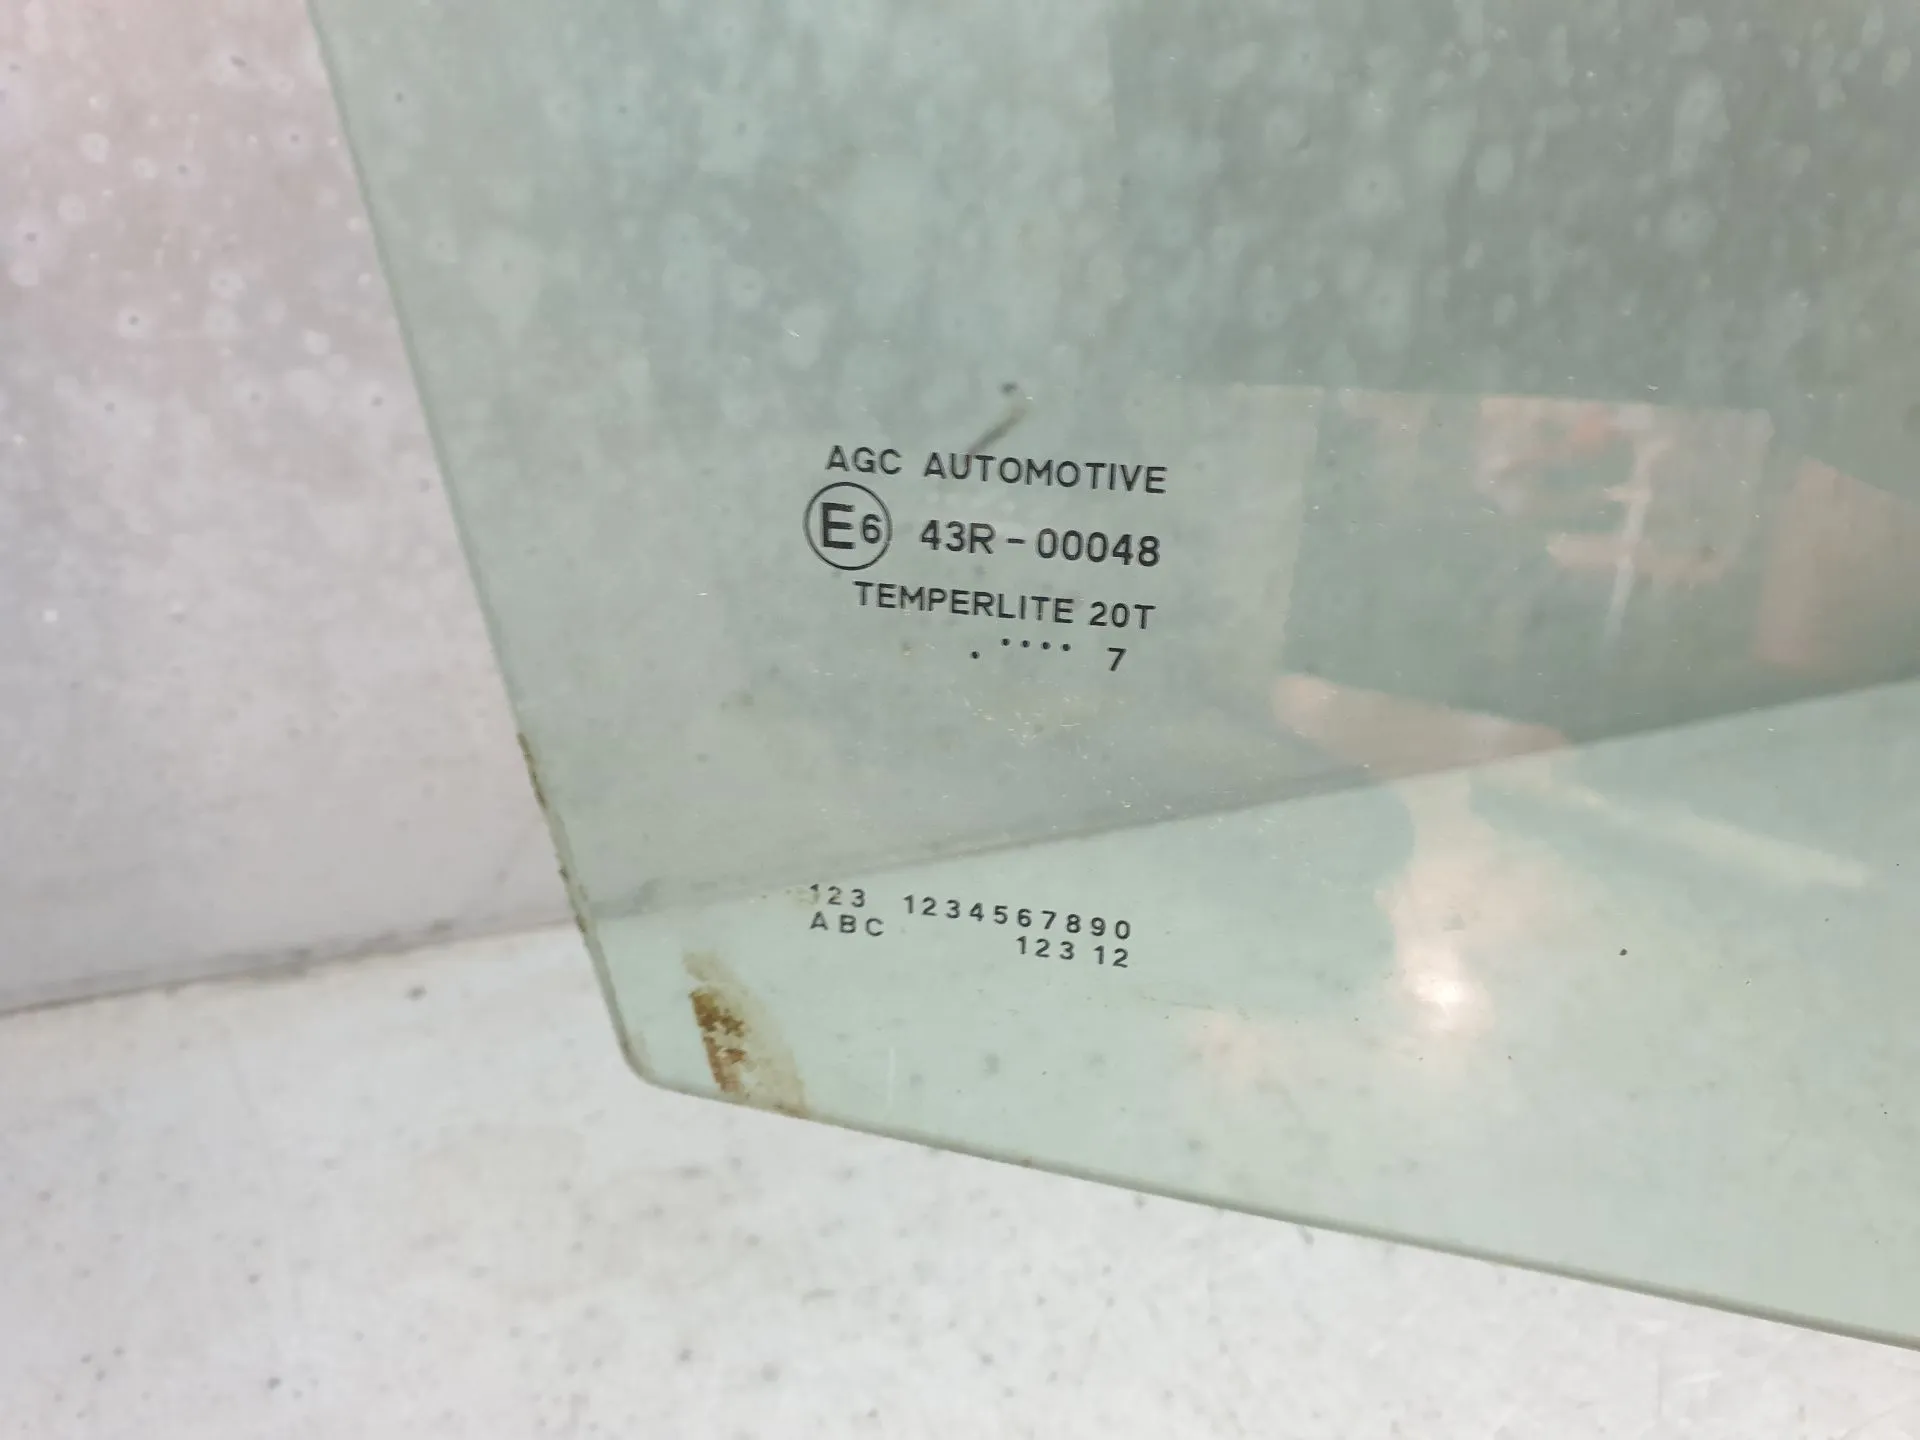 AGC AUTOMOTIVE
E6 43R-00048
TEMPERLITE 20T
. .... 7
123 1234567890
ABC 123 12